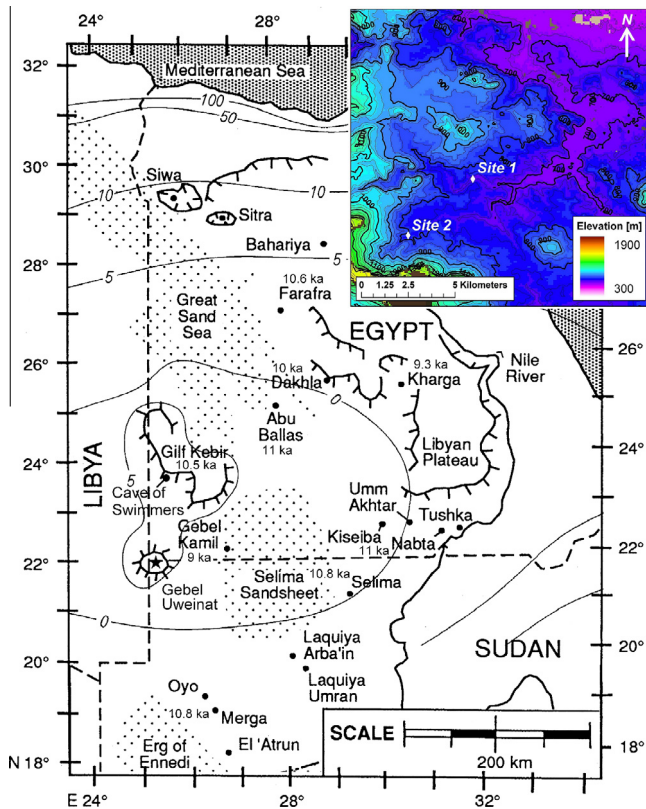 26°
28°
N
32°
Mediterranean Sea
100
50
Site 1
30°
Siwa
10
10
Sitra
Site 2
Elevation [m]
1900
300
Bahariya
0 1.25 2.5 5 Kilometers
28°
5
5
10.6 ka
Farafra
Great
Sand
Sea
EGYPT
Nile
River
26°
26°
10 ka
Dakhla
9.3 ka
Kharga
0
Abu
Ballas
11 ka
Libyan
Plateau
LIBYA
24°
24°
Gilf Kebir
10.5 ka
5
Cave of
Swimmers
Umm
Akhtar
Tushka
Gebel
Kamil
Kiseiba
11 ka
Nabta
22°
22°
9 ka
Gebel
Uweinat
Selima
Sandsheet
10.8 ka
Selima
0
SUDAN
20°
20°
Laqiya
Arba'in
Laqiya
Umran
Oyo
10.8 ka
Merga
El 'Atrun
Erg of
Ennedi
SCALE
200 km
N 18°
18°
E 24°
26°
28°
30°
32°